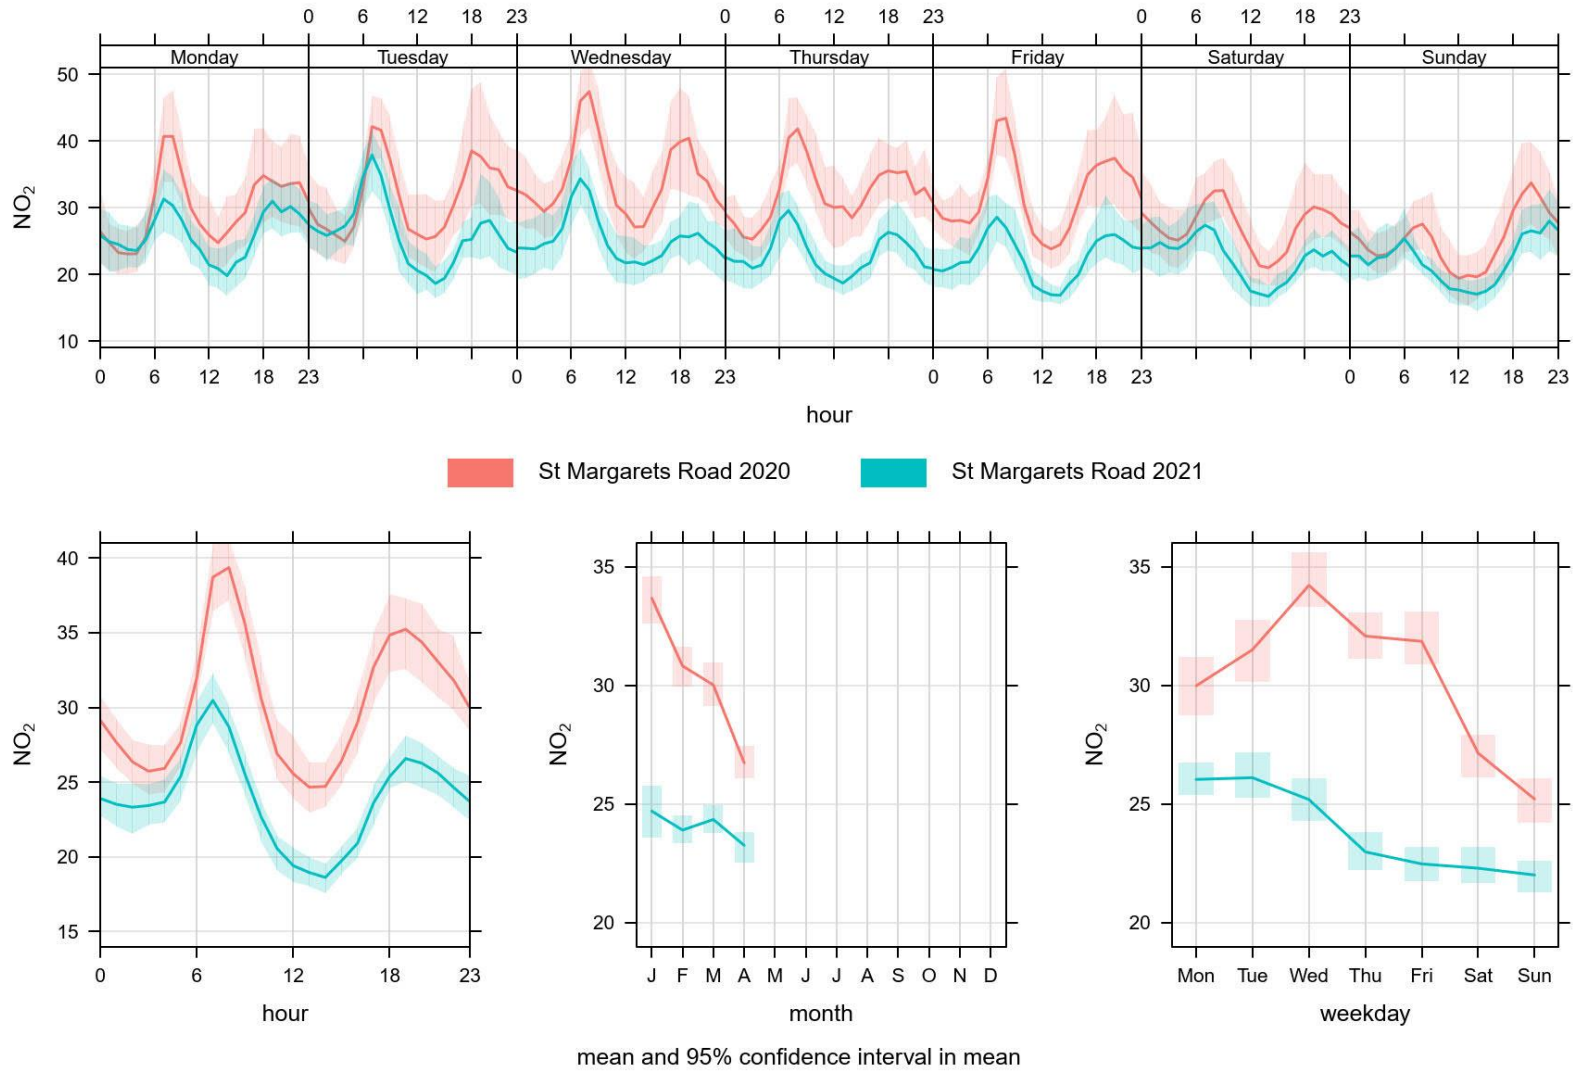 0 6 12 18 23 0 6 12 18 23 0 6 12 18 23
Monday Tuesday Wednesday Thursday Friday Saturday Sunday
50
40
30
20
10
NO2
0 6 12 18 23 0 6 12 18 23 0 6 12 18 23 0 6 12 18 23
hour
St Margarets Road 2020 St Margarets Road 2021
40
35
30
25
20
15
NO2
0 6 12 18 23
hour
35
30
25
20
NO2
J F M A M J J A S O N D
month
35
30
25
20
NO2
Mon Tue Wed Thu Fri Sat Sun
weekday
mean and 95% confidence interval in mean